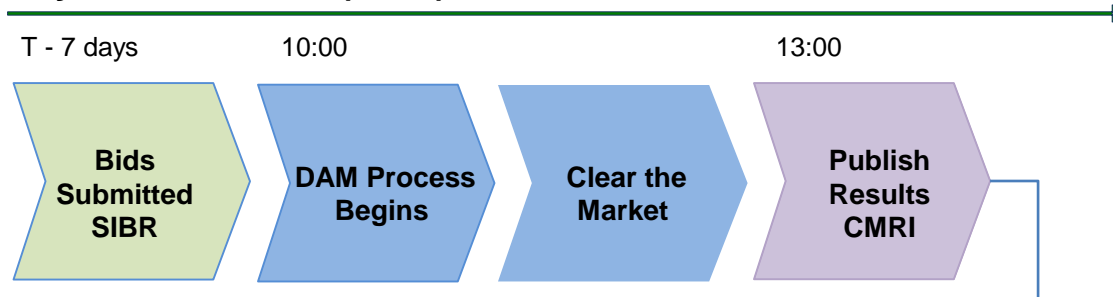 T - 7 days
10:00
13:00
Bids
Submitted
SIBR
DAM Process
Begins
Clear the
Market
Publish
Results
CMRI